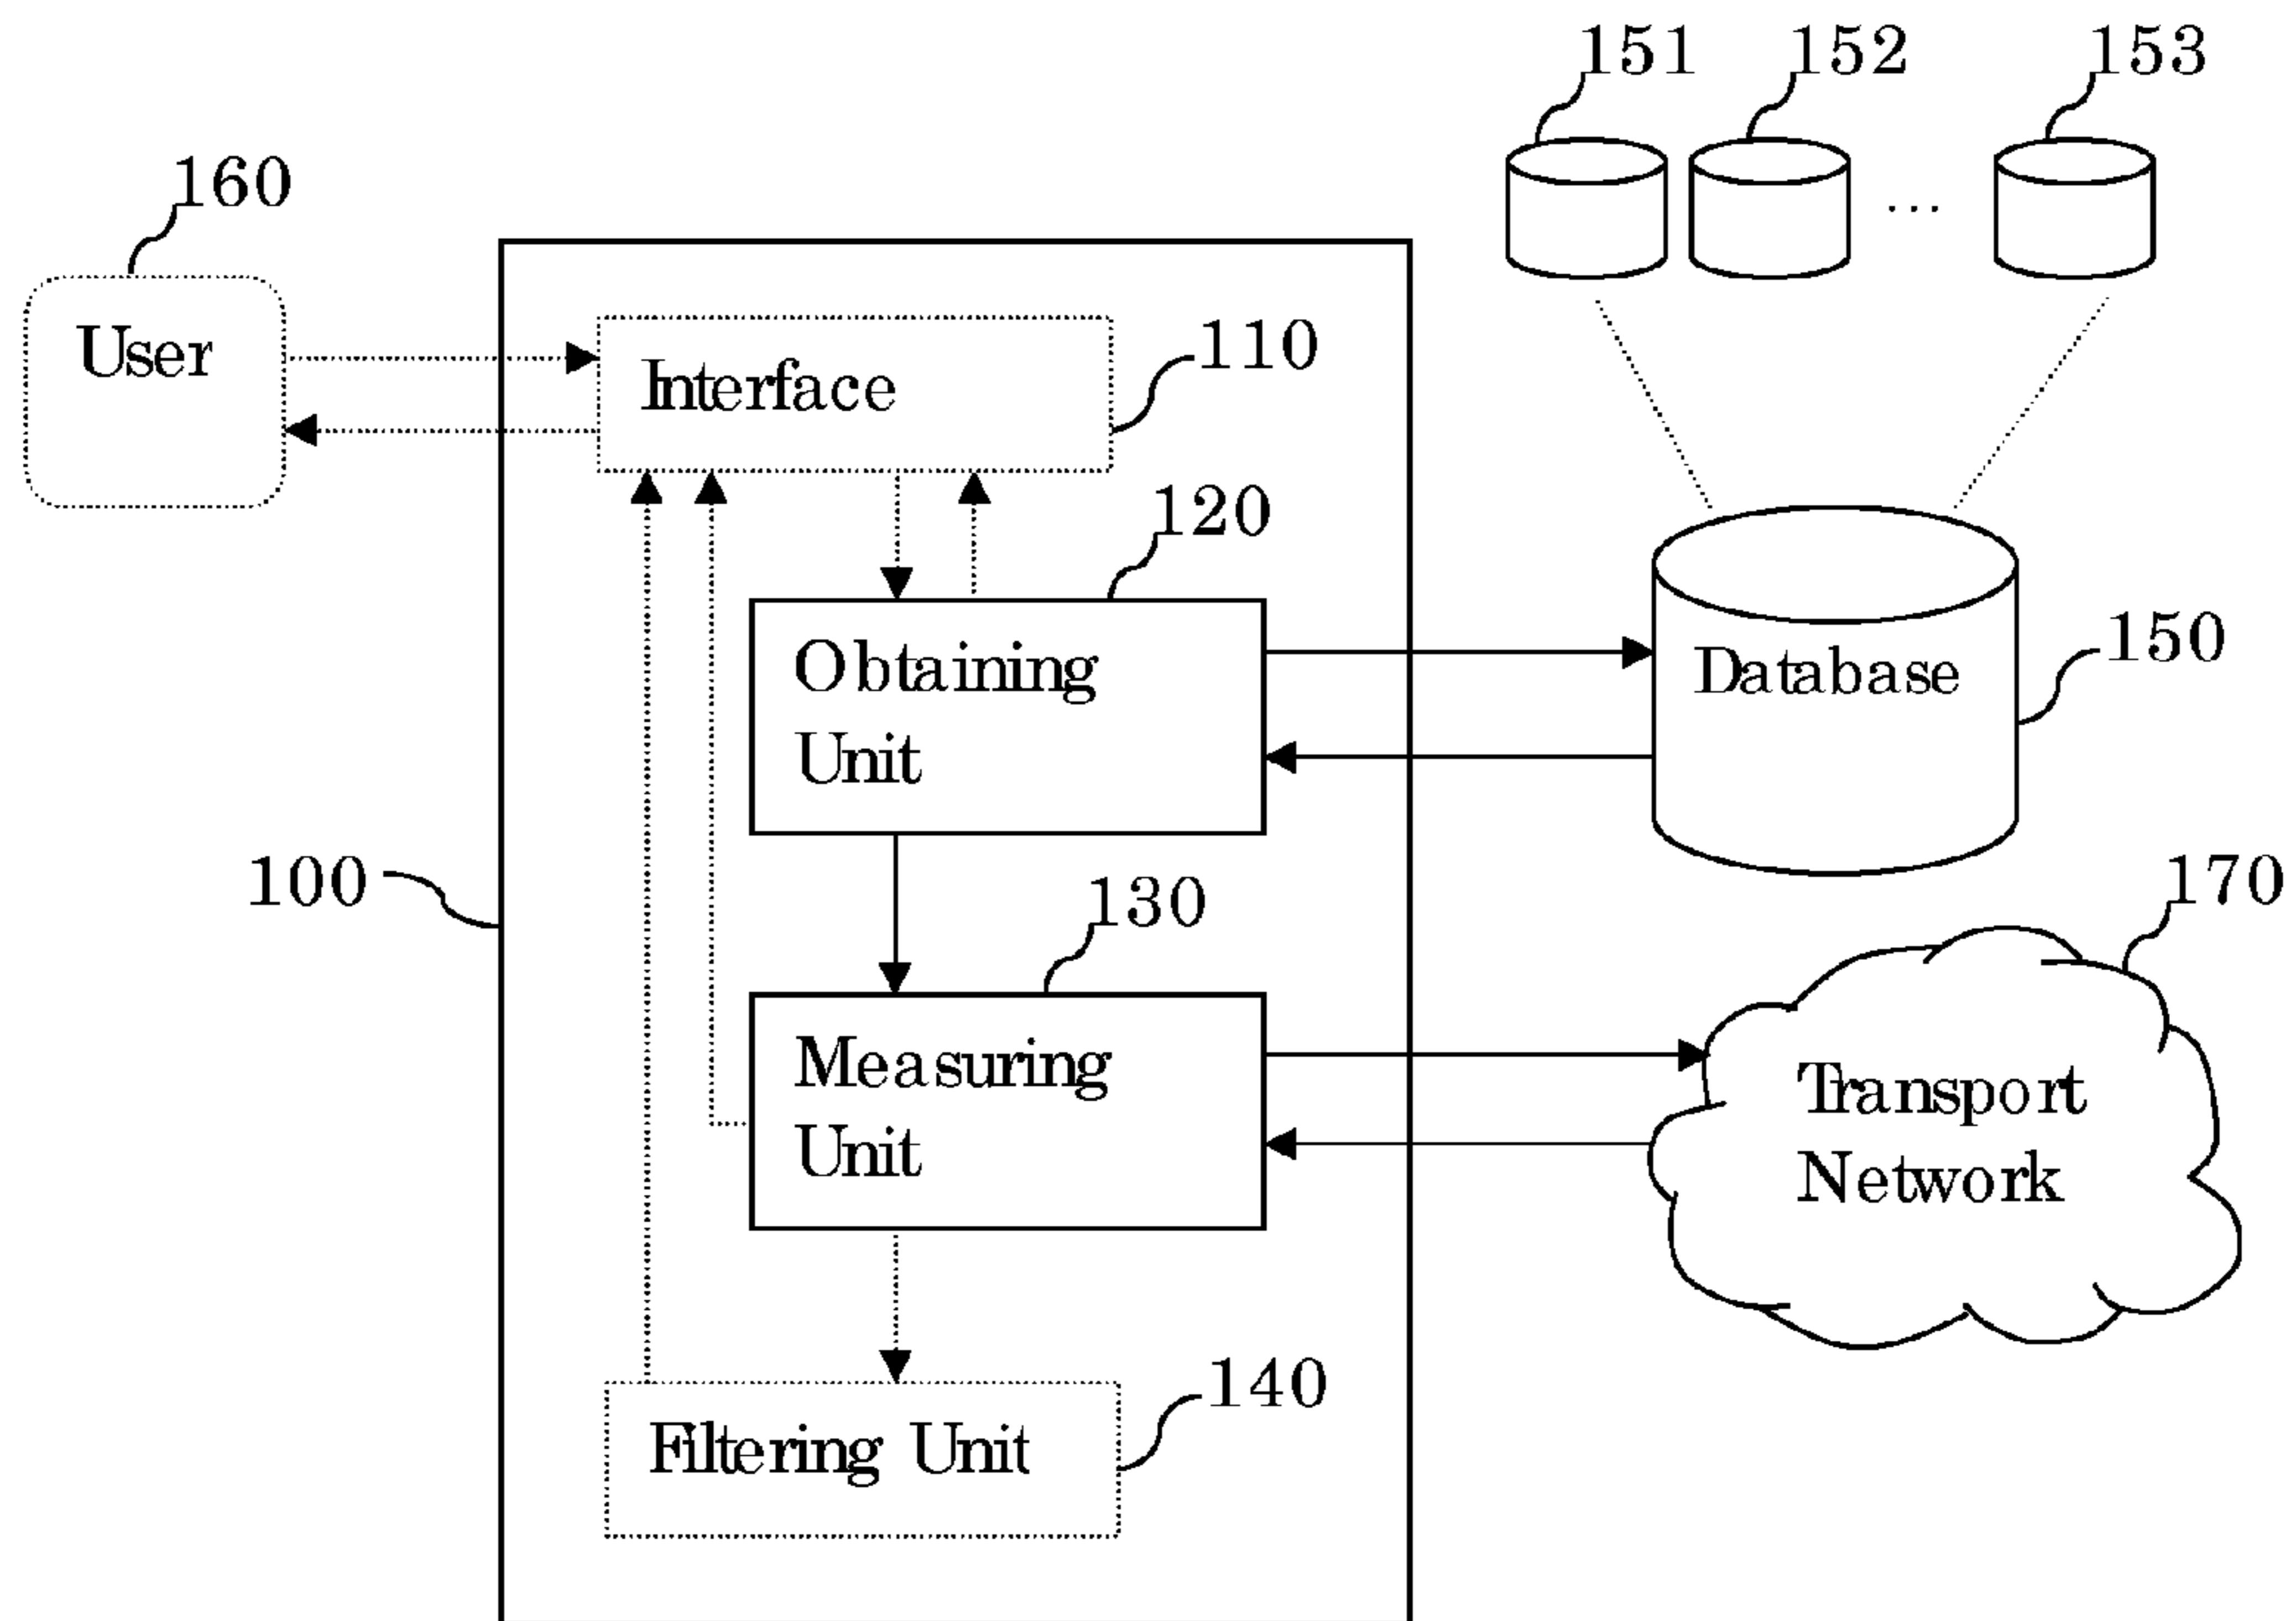 151
152
153
160
User
Interface
110
120
Obtaining
Unit
Database
150
100
130
170
Measuring
Unit
Transport
Network
140
Filtering Unit
...